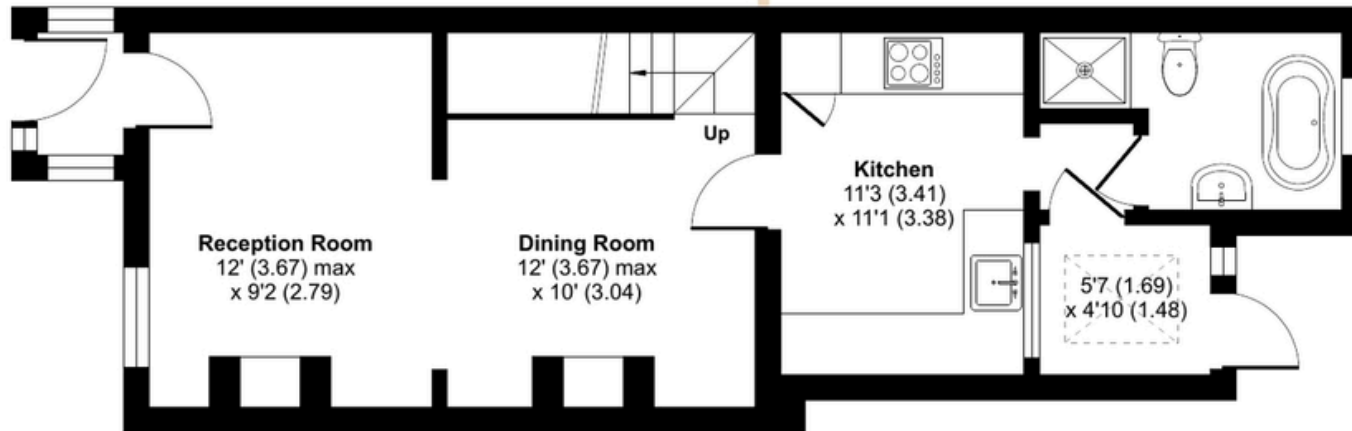 Up
Reception Room
12' (3.67) max
x 9'2 (2.79)
Dining Room
12' (3.67) max
x 10' (3.04)
Kitchen
11'3 (3.41)
x 11'1 (3.38)
5'7 (1.69)
x 4'10 (1.48)